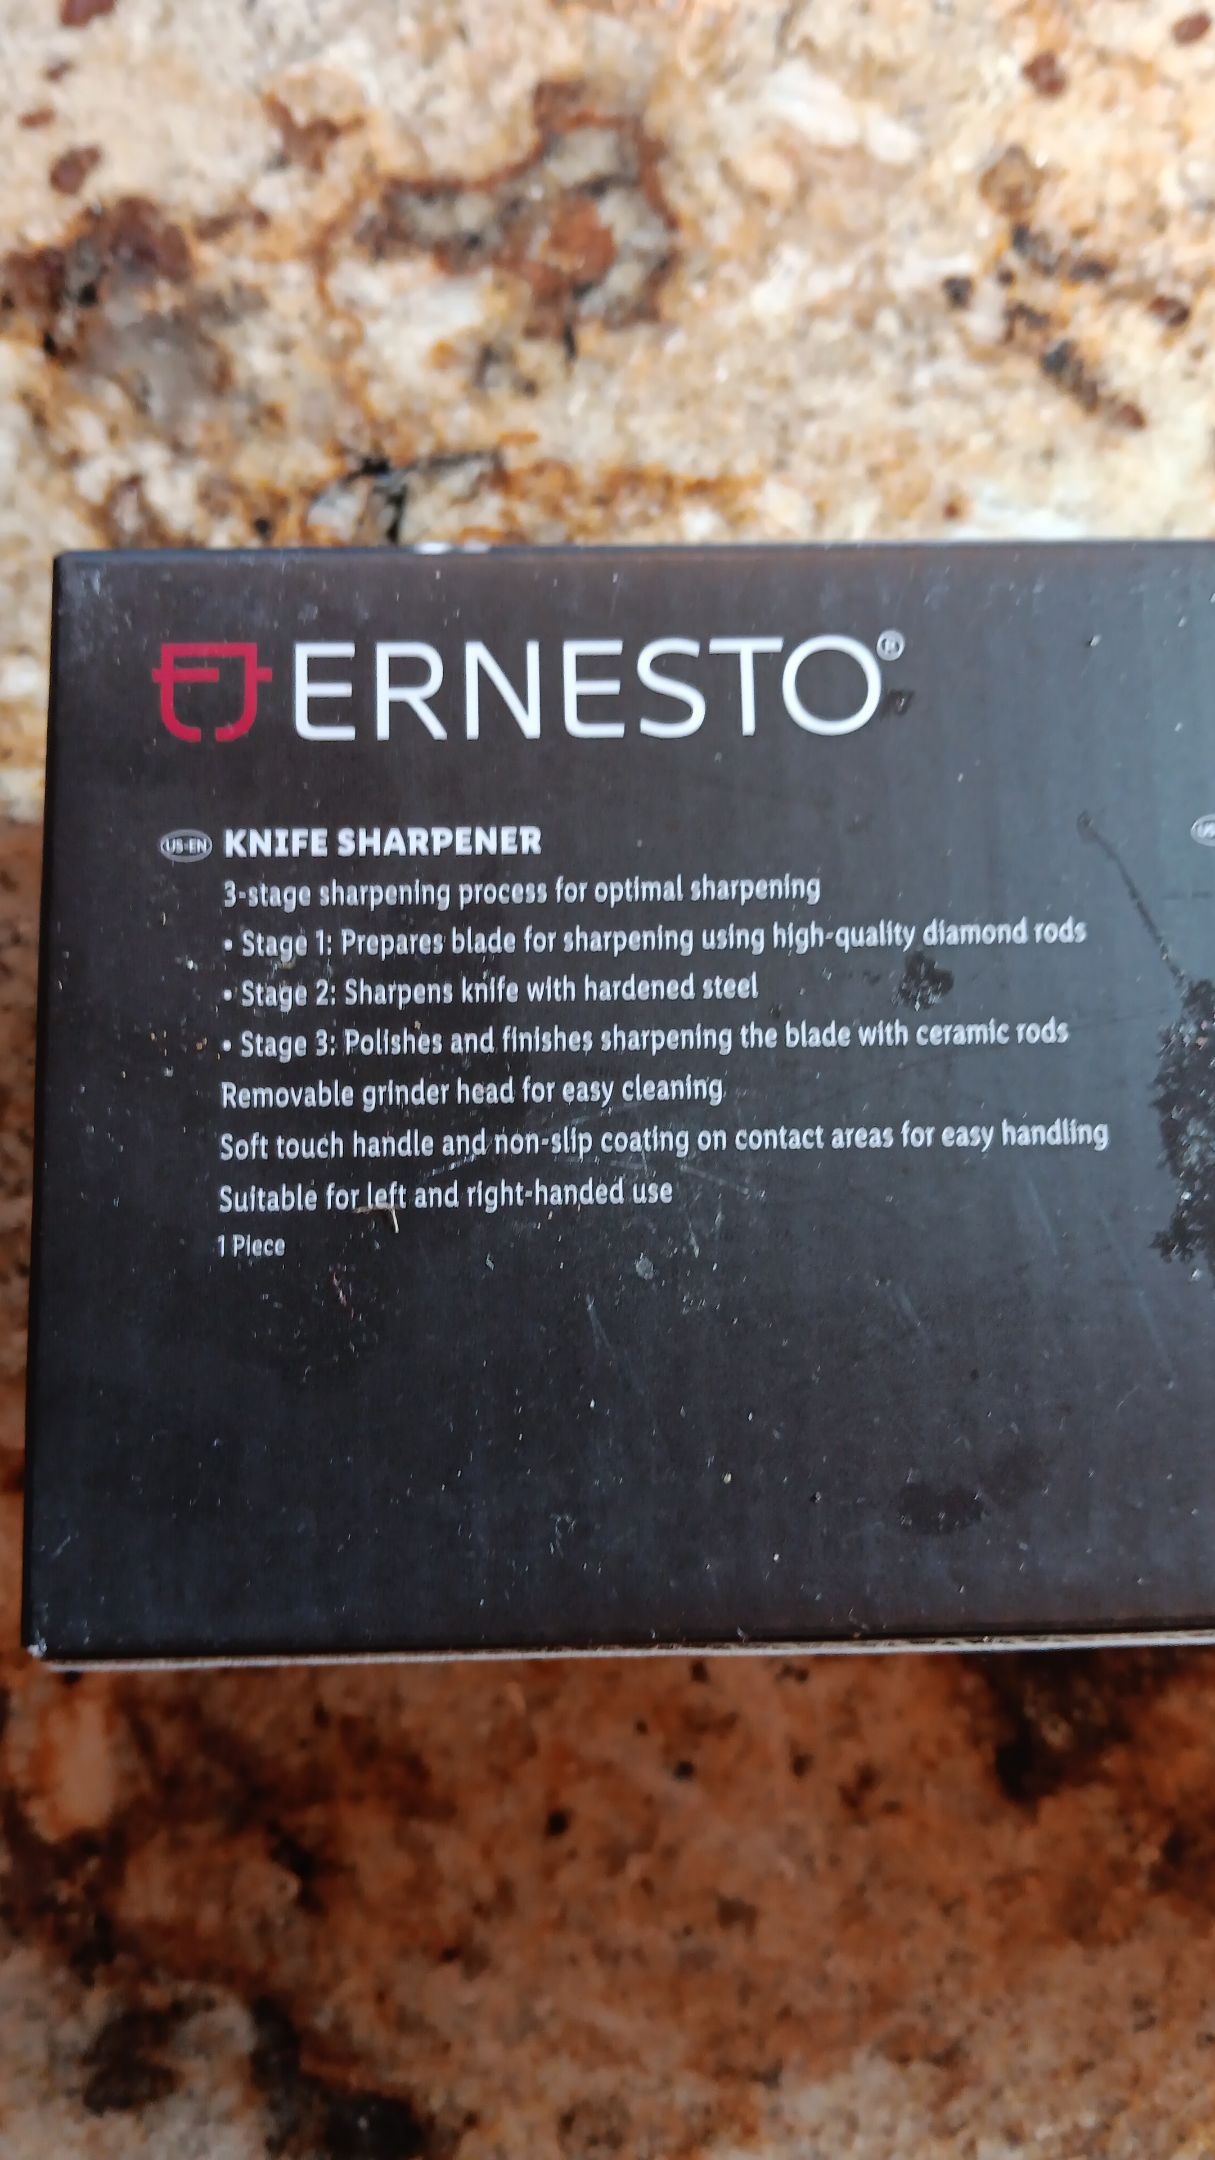 ERNESTO®
US-EN KNIFE SHARPENER
3-stage sharpening process for optimal sharpening
• Stage 1: Prepares blade for sharpening using high-quality diamond rods
• Stage 2: Sharpens knife with hardened steel
• Stage 3: Polishes and finishes sharpening the blade with ceramic rods
Removable grinder head for easy cleaning
Soft touch handle and non-slip coating on contact areas for easy handling
Suitable for left and right-handed use
1 Piece